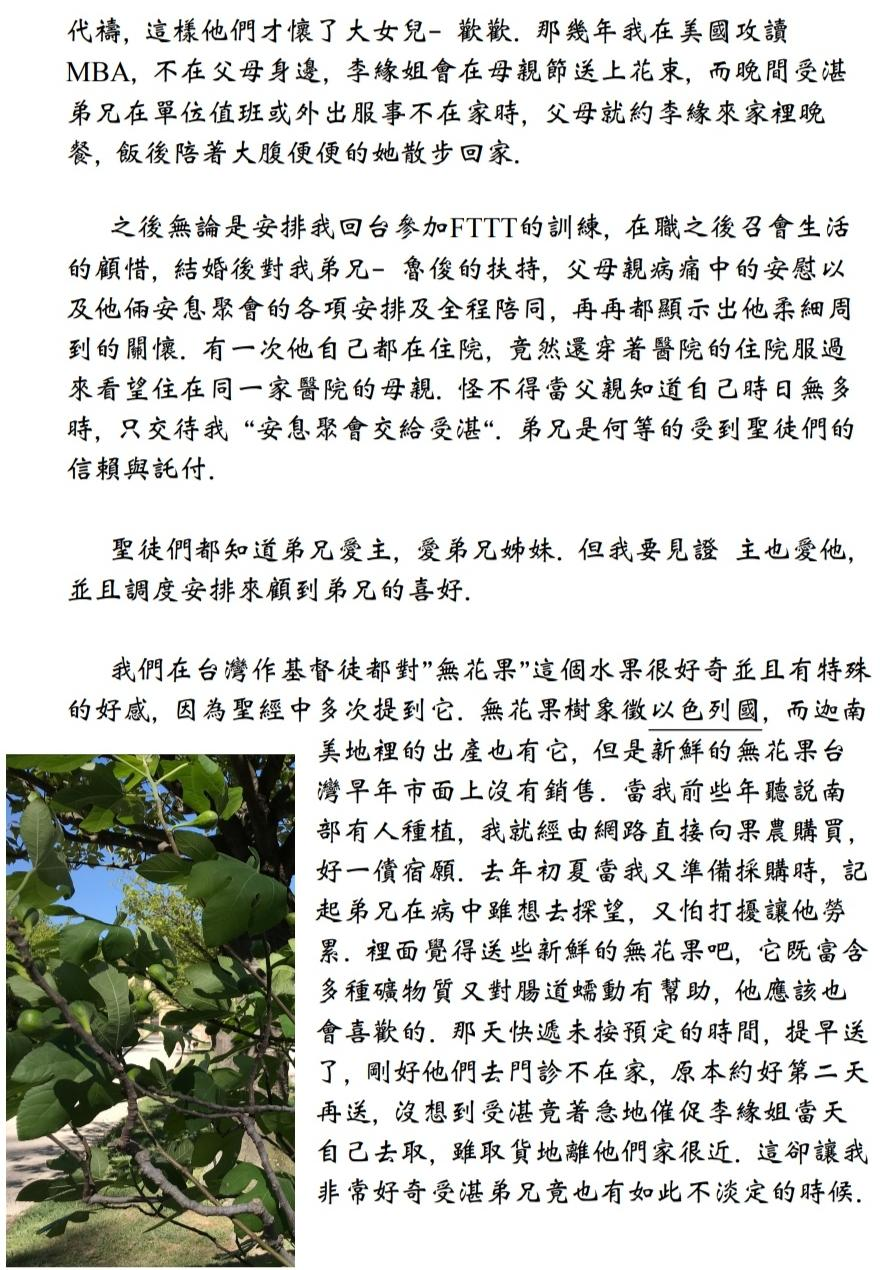 代禱, 這樣他們才懷了大女兒- 歡歡. 那幾年我在美國攻讀
MBA, 不在父母身邊, 李緣姐會在母親節送上花束, 而晚間受湛
弟兄在單位值班或外出服事不在家時, 父母就約李緣來家裡晚
餐, 飯後陪著大腹便便的她散步回家.
之後無論是安排我回台參加FTTT的訓練, 在職之後召會生活
的顧惜, 結婚後對我弟兄- 魯俊的扶持, 父母親病痛中的安慰以
及他倆安息聚會的各項安排及全程陪同, 再再都顯示出他柔細周
到的關懷. 有一次他自己都在住院, 竟然還穿著醫院的住院服過
來看望住在同一家醫院的母親. 怪不得當父親知道自己時日無多
時, 只交待我 “安息聚會交給受湛“. 弟兄是何等的受到聖徒們的
信賴與託付.
聖徒們都知道弟兄愛主, 愛弟兄姊妹. 但我要見證 主也愛他,
並且調度安排來顧到弟兄的喜好.
我們在台灣作基督徒都對”無花果”這個水果很好奇並且有特殊
的好感, 因為聖經中多次提到它. 無花果樹象徵以色列國, 而迦南
美地裡的出產也有它, 但是新鮮的無花果台
灣早年市面上沒有銷售. 當我前些年聽説南
部有人種植, 我就經由網路直接向果農購買,
好一償宿願. 去年初夏當我又準備採購時, 記
起弟兄在病中雖想去探望, 又怕打擾讓他勞
累. 裡面覺得送些新鮮的無花果吧, 它既富含
多種礦物質又對腸道蠕動有幫助, 他應該也
會喜歡的. 那天快遞未按預定的時間, 提早送
了, 剛好他們去門診不在家, 原本約好第二天
再送, 沒想到受湛竟著急地催促李緣姐當天
自己去取, 雖取貨地離他們家很近. 這卻讓我
非常好奇受湛弟兄竟也有如此不淡定的時候.